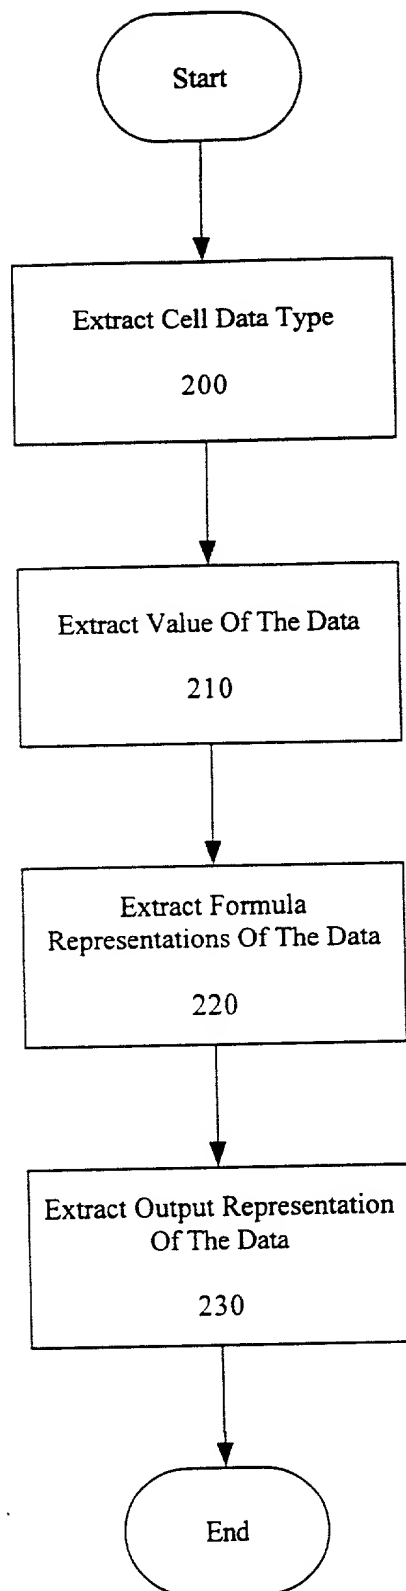 Start
Extract Cell Data Type
200
Extract Value Of The Data
210
Extract Formula
Representations Of The Data
220
Extract Output Representation
Of The Data
230
End